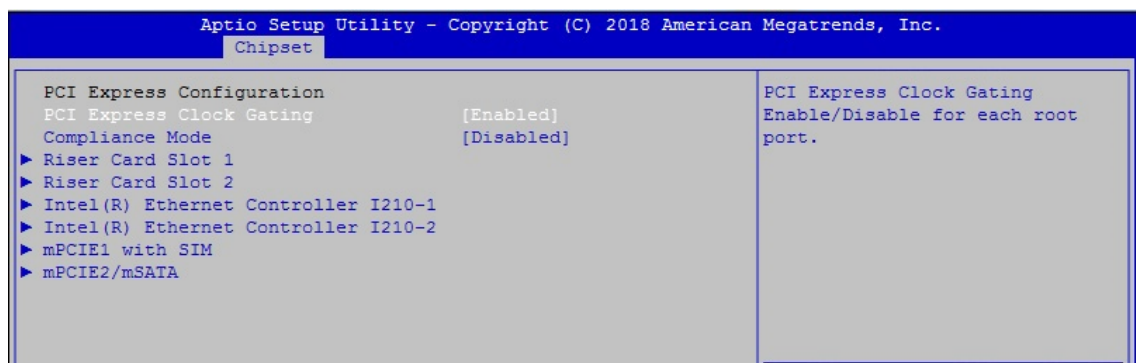 Aptio Setup Utility - Copyright (C) 2018 American Megatrends, Inc.
Chipset
PCI Express Configuration
PCI Express Clock Gating [Enabled]
Compliance Mode [Disabled]
► Riser Card Slot 1
► Riser Card Slot 2
► Intel(R) Ethernet Controller I210-1
► Intel(R) Ethernet Controller I210-2
► mPCIE1 with SIM
► mPCIE2/mSATA
PCI Express Clock Gating
Enable/Disable for each root
port.